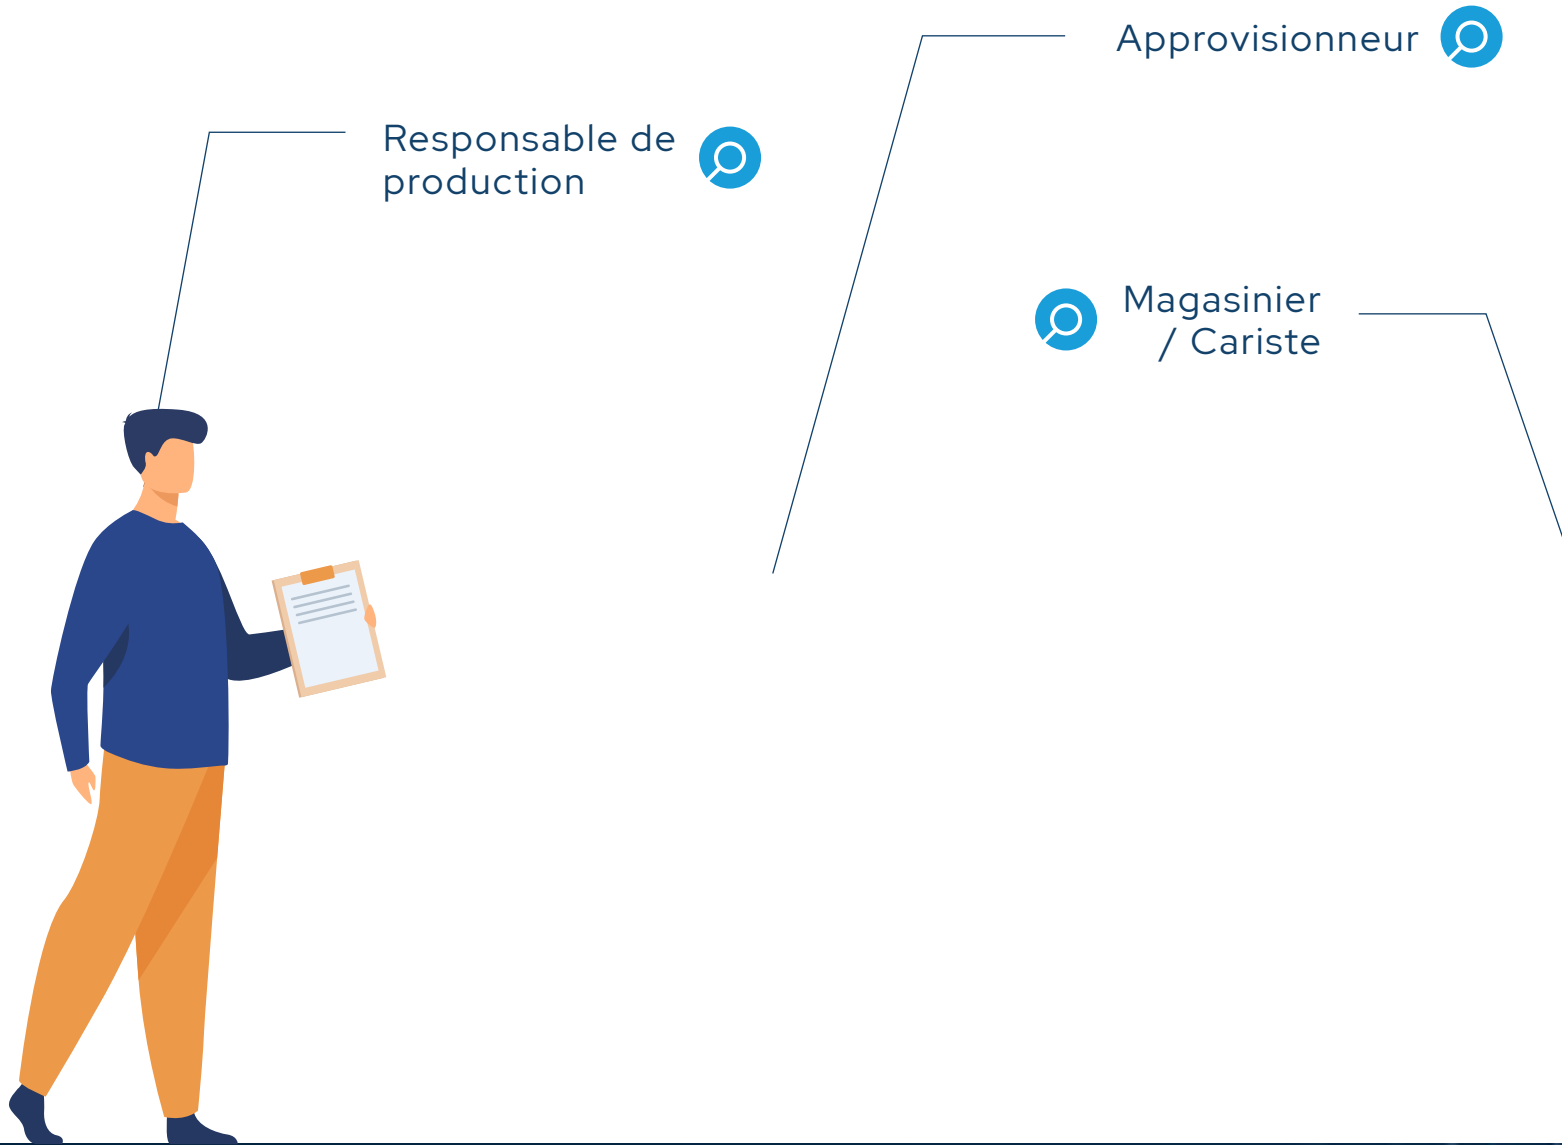 Approvisionneur
Responsable de
production
Magasinier
/ Cariste